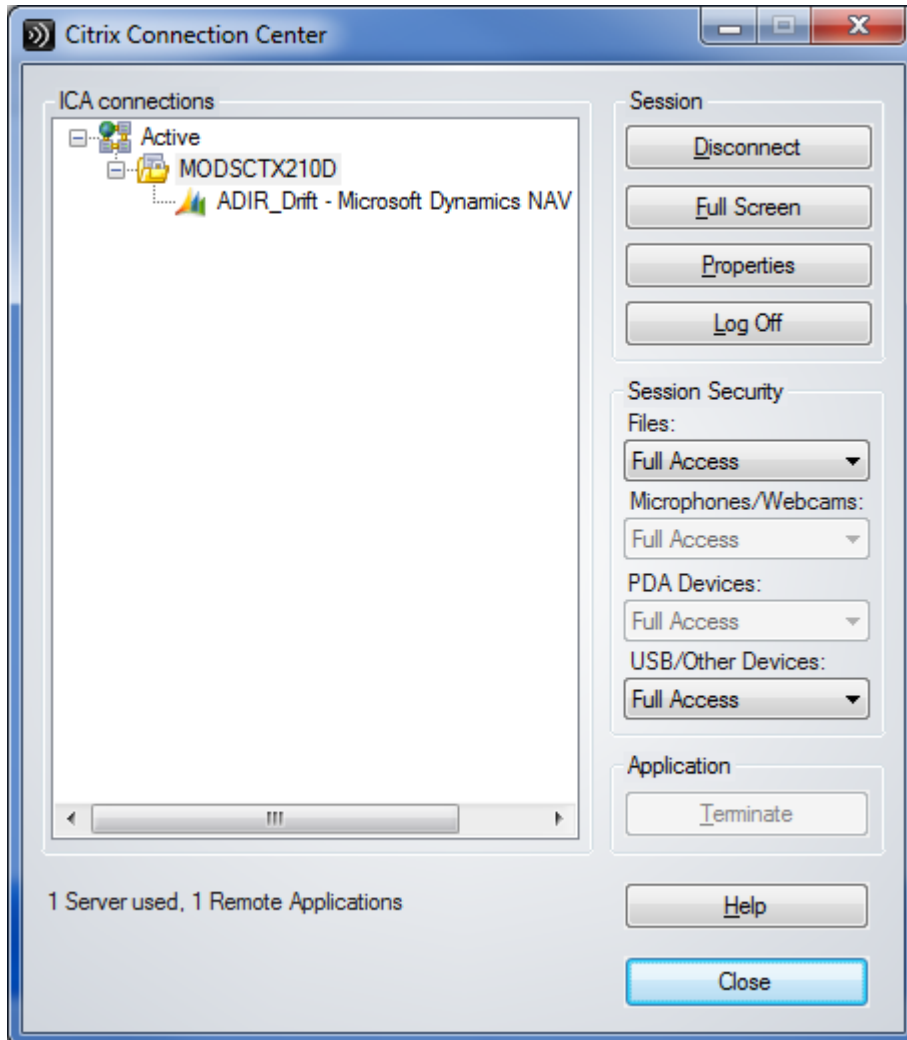 Citrix Connection Center
ICA connections
Active
MODSCTX210D
ADIR_Drift - Microsoft Dynamics NAV
Session
Disconnect
Full Screen
Properties
Log Off
Session Security
Files:
Full Access
Microphones/Webcams:
Full Access
PDA Devices:
Full Access
USB/Other Devices:
Full Access
Application
Terminate
1 Server used, 1 Remote Applications
Help
Close